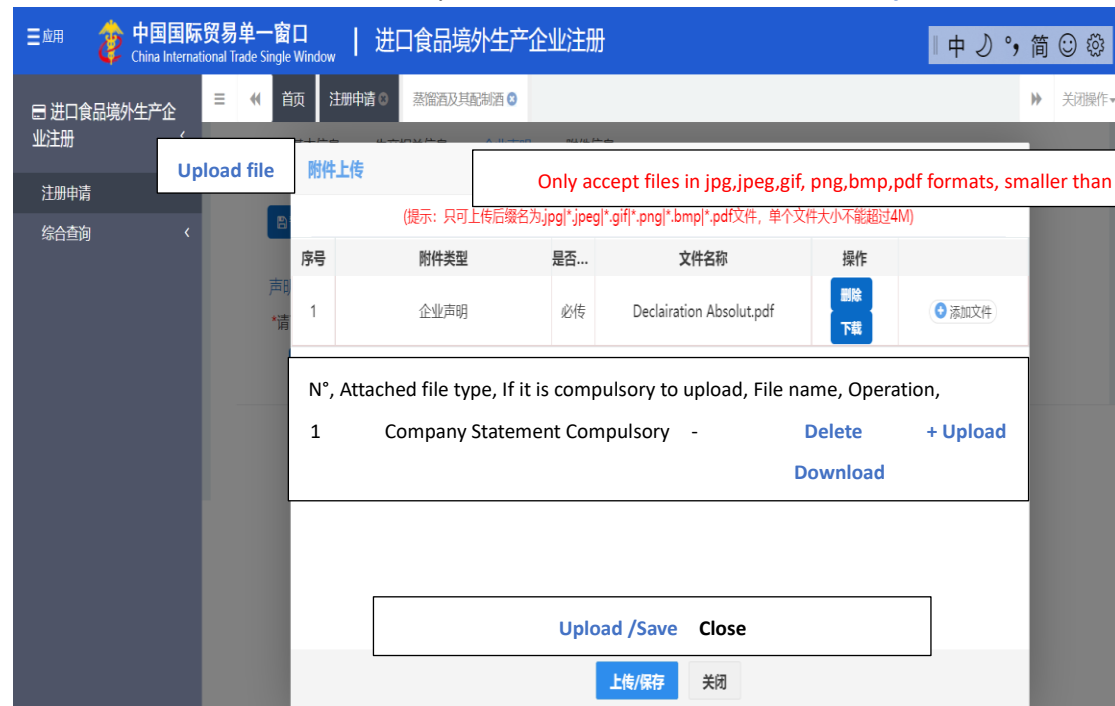 应用
中国国际贸易单一窗口
China International Trade Single Window
进口食品境外生产企业注册
中 简
进口食品境外生产企业注册
首页 注册申请 蒸馏酒及其配制酒 关闭操作
Upload file
附件上传
Only accept files in jpg,jpeg,gif, png,bmp,pdf formats, smaller than
注册申请
综合查询
(提示：只可上传后缀名为.jpg|*.jpeg|*.gif|*.png|*.bmp|*.pdf文件，单个文件大小不能超过4M)
序号 附件类型 是否... 文件名称 操作
声明
*请
1 企业声明 必传 Declairation Absolut.pdf 删除 下载 添加文件
N°, Attached file type, If it is compulsory to upload, File name, Operation,
1 Company Statement Compulsory - Delete + Upload
Download
Upload /Save Close
上传/保存 关闭